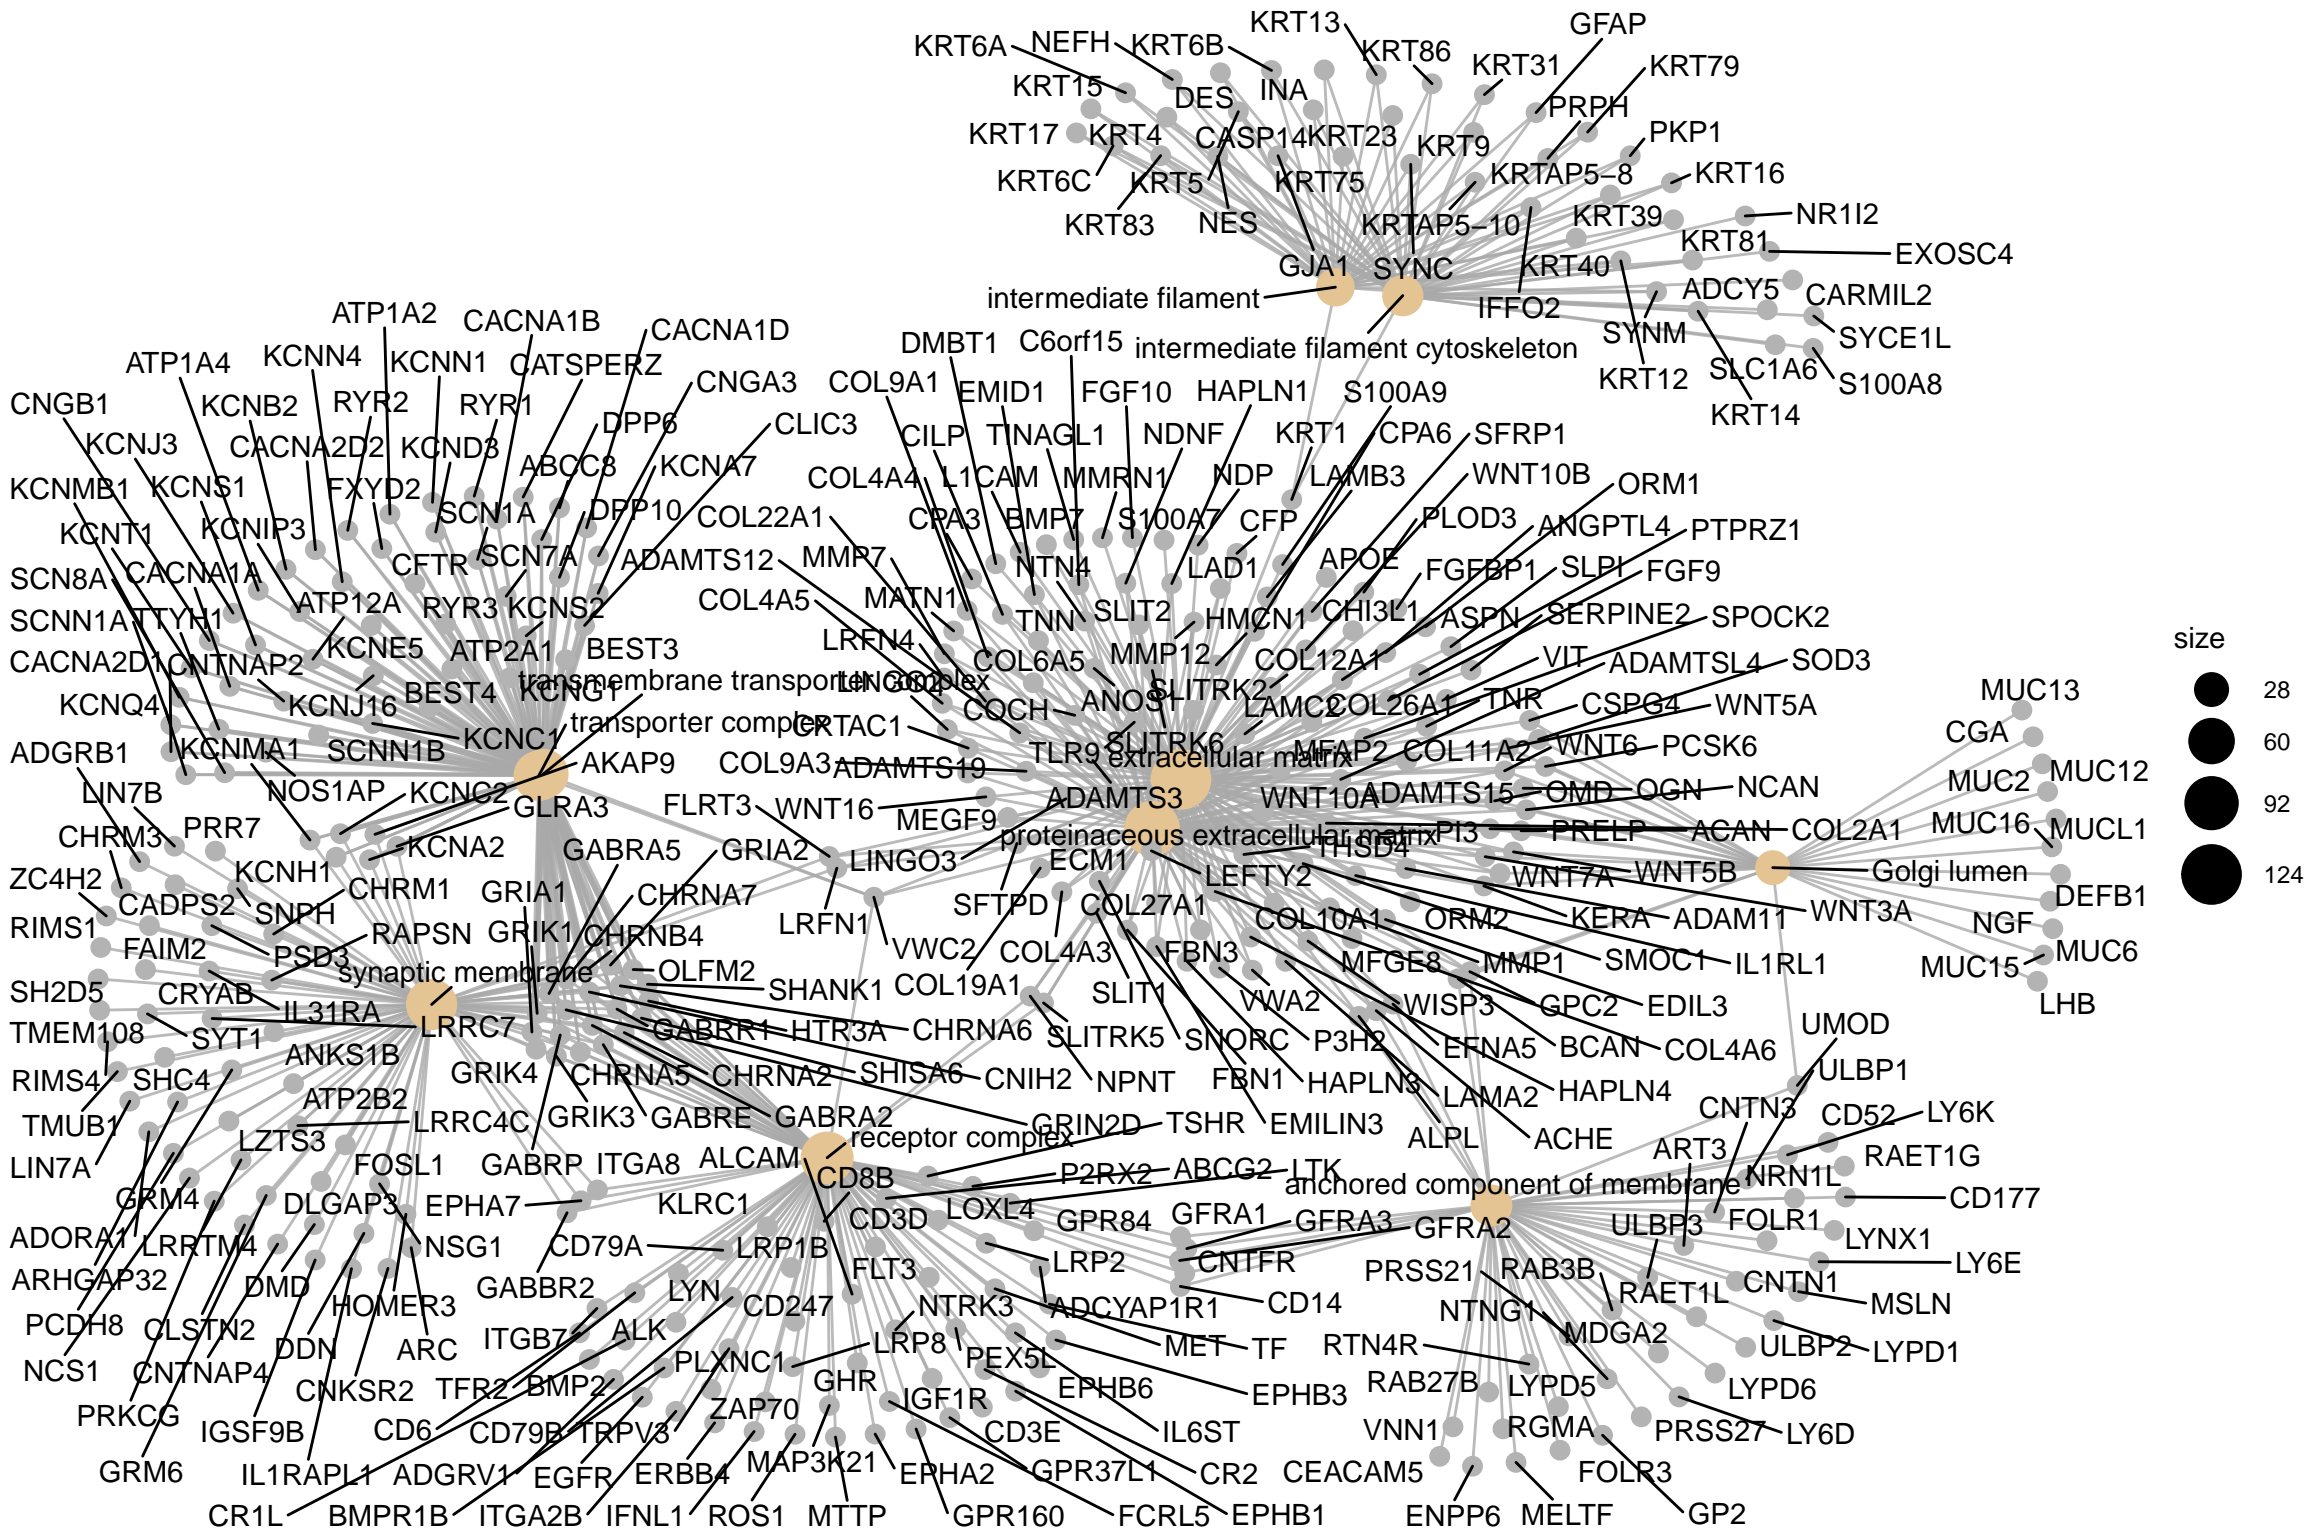 KRT13
GFAP
KRT6A
NEFH
KRT6B
KRT86
KRT31
KRT79
KRT15
DES
INA
PRPH
KRT17
KRT4
CASP14
KRT23
KRT9
PKP1
KRT6C
KRT5
KRT75
KRTAP5−8
KRT16
KRT83
NES
KRTAP5−10
KRT39
NR1I2
KRT81
EXOSC4
GJA1
SYNC
KRT40
intermediate filament
IFFO2
ADCY5
CARMIL2
SYNM
SYCE1L
intermediate filament cytoskeleton
KRT12
SLC1A6
S100A8
KRT14
ATP1A2
CACNA1B
CACNA1D
ATP1A4
KCNN4
KCNN1
CATSPERZ
CNGA3
CNGB1
KCNB2
RYR2
RYR1
DPP6
CLIC3
KCNJ3
CACNA2D2
KCND3
ABCC8
KCNA7
KCNMB1
KCNS1
FXYD2
SCN1A
DPP10
KCNT1
KCNIP3
CFTR
SCN7A
SCN8A
CACNA1A
ATP12A
RYR3
KCNS2
SCNN1A
TTYH1
KCNE5
ATP2A1
BEST3
CACNA2D1
CNTNAP2
BEST4
KCNG1
transmembrane transporter complex
KCNQ4
KCNJ16
transporter complex
ADGRB1
KCNMA1
SCNN1B
KCNC1
AKAP9
LIN7B
NOS1AP
KCNC2
GLRA3
DMBT1
C6orf15
COL9A1
EMID1
FGF10
HAPLN1
S100A9
CILP
TINAGL1
NDNF
KRT1
CPA6
SFRP1
COL4A4
L1CAM
MMRN1
NDP
LAMB3
WNT10B
ORM1
COL22A1
CPA3
BMP7
S100A7
CFP
PLOD3
ANGPTL4
PTPRZ1
ADAMTS12
MMP7
NTN4
LAD1
APOE
FGFBP1
SLPI
FGF9
COL4A5
MATN1
TNN
SLIT2
HMCN1
CHI3L1
ASPN
SERPINE2
SPOCK2
LRFN4
COL6A5
MMP12
COL12A1
VIT
ADAMTSL4
SOD3
LINGO2
ANOS1
SLITRK2
LAMC2
COL26A1
TNR
CSPG4
WNT5A
CRTAC1
COCH
SLITRK6
MFAP2
COL11A2
WNT6
PCSK6
COL9A3
ADAMTS19
TLR9
extracellular matrix
FLRT3
WNT16
ADAMTS3
WNT10A
ADAMTS15
OMD
OGN
NCAN
MEGF9
proteinaceous extracellular matrix
PI3
PRELP
ACAN
COL2A1
LINGO3
ECM1
THSD4
LEFTY2
WNT7A
WNT5B
WNT3A
SFTPD
COL27A1
COL10A1
ORM2
KERA
ADAM11
LRFN1
VWC2
COL4A3
FBN3
MFGE8
MMP1
SMOC1
IL1RL1
COL19A1
SLIT1
VWA2
WISP3
GPC2
EDIL3
SLITRK5
SNORC
P3H2
EFNA5
BCAN
COL4A6
NPNT
FBN1
HAPLN3
LAMA2
HAPLN4
EMILIN3
ALPL
ACHE
MUC13
CGA
MUC2
MUC12
MUC16
MUCL1
Golgi lumen
DEFB1
NGF
MUC6
MUC15
LHB
size
28
60
92
124
CHRM3
PRR7
KCNA2
GABRA5
GRIA2
ZC4H2
KCNH1
CHRM1
GRIA1
CHRNA7
RIMS1
CADPS2
SNPH
RAPSN
GRIK1
CHRNB4
FAIM2
PSD3
synaptic membrane
OLFM2
SH2D5
CRYAB
IL31RA
SHANK1
TMEM108
SYT1
LRRC7
GABRR1
HTR3A
CHRNA6
RIMS4
SHC4
ANKS1B
GRIK4
CHRNA5
CHRNA2
SHISA6
CNIH2
TMUB1
ATP2B2
LRRC4C
GRIK3
GABRE
GABRA2
GRIN2D
LIN7A
LZTS3
FOSL1
GABRP
GRM4
DLGAP3
EPHA7
ADORA1
LRRTM4
NSG1
ARHGAP32
DMD
HOMER3
GABBR2
PCDH8
CLSTN2
DDN
ARC
NCS1
CNTNAP4
CNKSR2
PRKCG
IGSF9B
GRM6
IL1RAPL1
ITGA8
ALCAM
receptor complex
TSHR
KLRC1
CD8B
P2RX2
ABCG2
LTK
CD79A
LRP1B
CD3D
LOXL4
GPR84
GFRA1
GFRA3
GFRA2
LYN
CD247
FLT3
LRP2
CNTFR
ITGB7
ALK
NTRK3
ADCYAP1R1
CD14
TFR2
BMP2
PLXNC1
LRP8
PEX5L
MET
TF
CD6
CD79B
TRPV3
ZAP70
GHR
IGF1R
EPHB6
EPHB3
ADGRV1
EGFR
ERBB4
MAP3K21
EPHA2
CD3E
IL6ST
GPR37L1
CR2
CR1L
BMPR1B
ITGA2B
IFNL1
ROS1
MTTP
GPR160
FCRL5
EPHB1
UMOD
ULBP1
CNTN3
CD52
LY6K
ART3
RAET1G
anchored component of membrane
NRN1L
CD177
ULBP3
FOLR1
LYNX1
PRSS21
RAB3B
RAET1L
CNTN1
LY6E
NTNG1
MSLN
RTN4R
MDGA2
ULBP2
LYPD1
RAB27B
LYPD5
LYPD6
VNN1
RGMA
PRSS27
LY6D
CEACAM5
FOLR3
ENPP6
MELTF
GP2